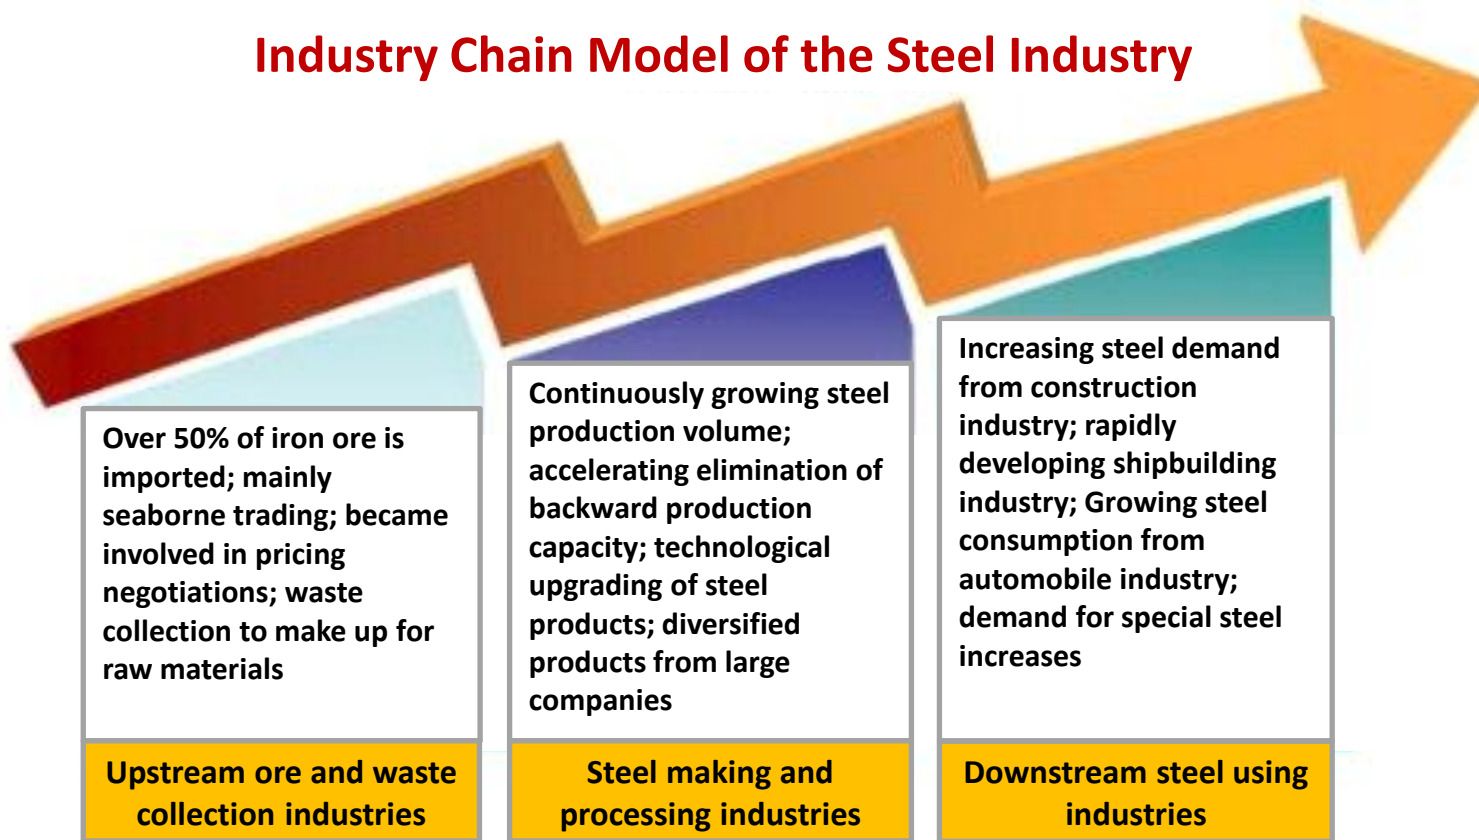 Industry Chain Model of the Steel Industry
Over 50% of iron ore is
imported; mainly
seaborne trading; became
involved in pricing
negotiations; waste
collection to make up for
raw materials
Upstream ore and waste
collection industries
Continuously growing steel
production volume;
accelerating elimination of
backward production
capacity; technological
upgrading of steel
products; diversified
products from large
companies
Steel making and
processing industries
Increasing steel demand
from construction
industry; rapidly
developing shipbuilding
industry; Growing steel
consumption from
automobile industry;
demand for special steel
increases
Downstream steel using
industries